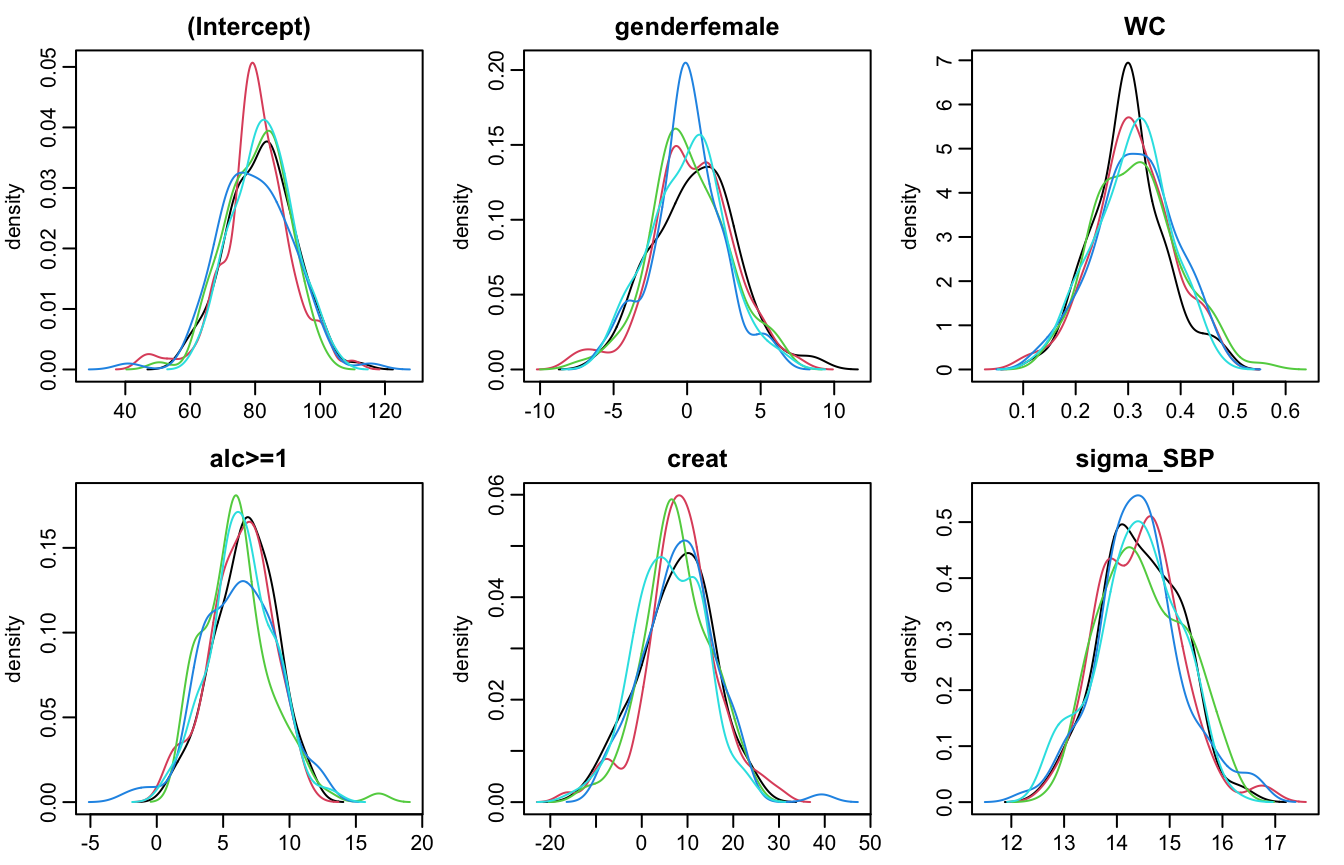 (Intercept)
density
0.00 0.01 0.02 0.03 0.04 0.05
40 60 80 100 120
genderfemale
density
0.00 0.05 0.10 0.15 0.20
-10 -5 0 5 10
WC
density
0 1 2 3 4 5 6 7
0.1 0.2 0.3 0.4 0.5 0.6
alc>=1
density
0.00 0.05 0.10 0.15
-5 0 5 10 15 20
creat
density
0.00 0.02 0.04 0.06
-20 0 10 20 30 40 50
sigma_SBP
density
0.0 0.1 0.2 0.3 0.4 0.5
12 13 14 15 16 17